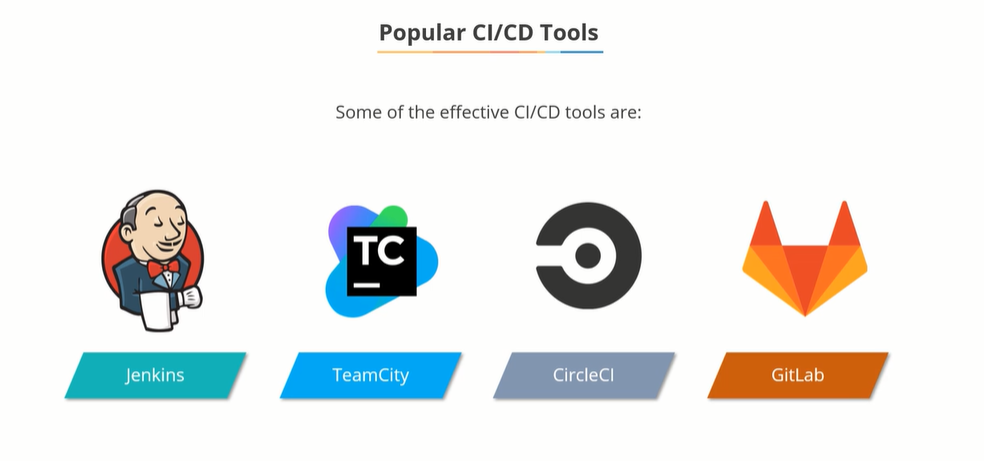 Popular CI/CD Tools
Some of the effective CI/CD tools are:
TC
Jenkins
TeamCity
CircleCI
GitLab